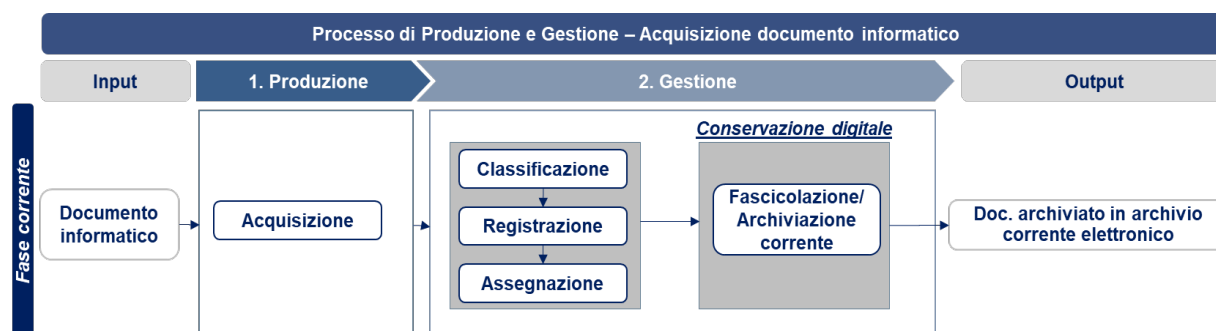 Processo di Produzione e Gestione – Acquisizione documento informatico
Input
1. Produzione
2. Gestione
Output
Fase corrente
Documento
informatico
Acquisizione
Classificazione
Registrazione
Assegnazione
Conservazione digitale
Fascicolazione/
Archiviazione
corrente
Doc. archiviato in archivio
corrente elettronico